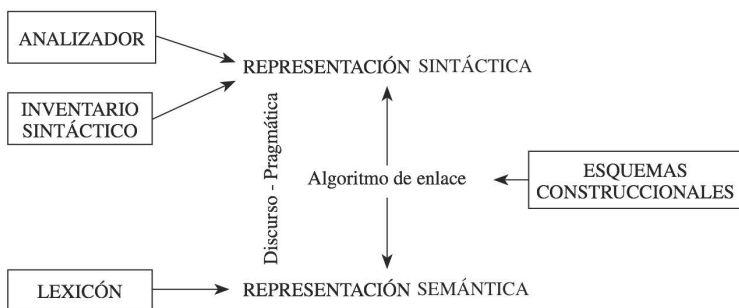 ANALIZADOR
REPRESENTACIÓN SINTÁCTICA
INVENTARIO
SINTÁCTICO
Discurso - Pragmática
Algoritmo de enlace
ESQUEMAS
CONSTRUCCIONALES
LEXICÓN
REPRESENTACIÓN SEMÁNTICA